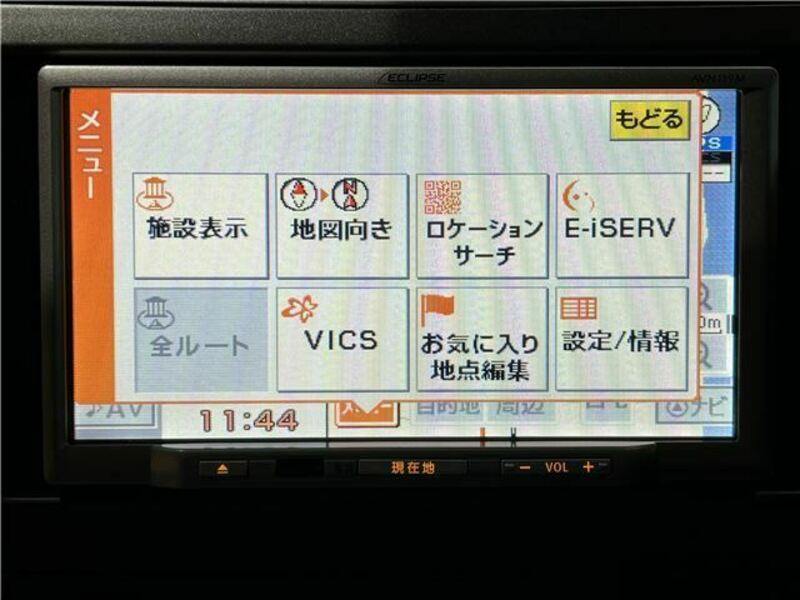 ECLIPSE
メニュー
もどる
施設表示
地図向き
ロケーション
サーチ
E-iSERV
全ルート
VICS
お気に入り
地点編集
設定/情報
AV
11:44
目的地
周辺
ナビ
現在地
− VOL +